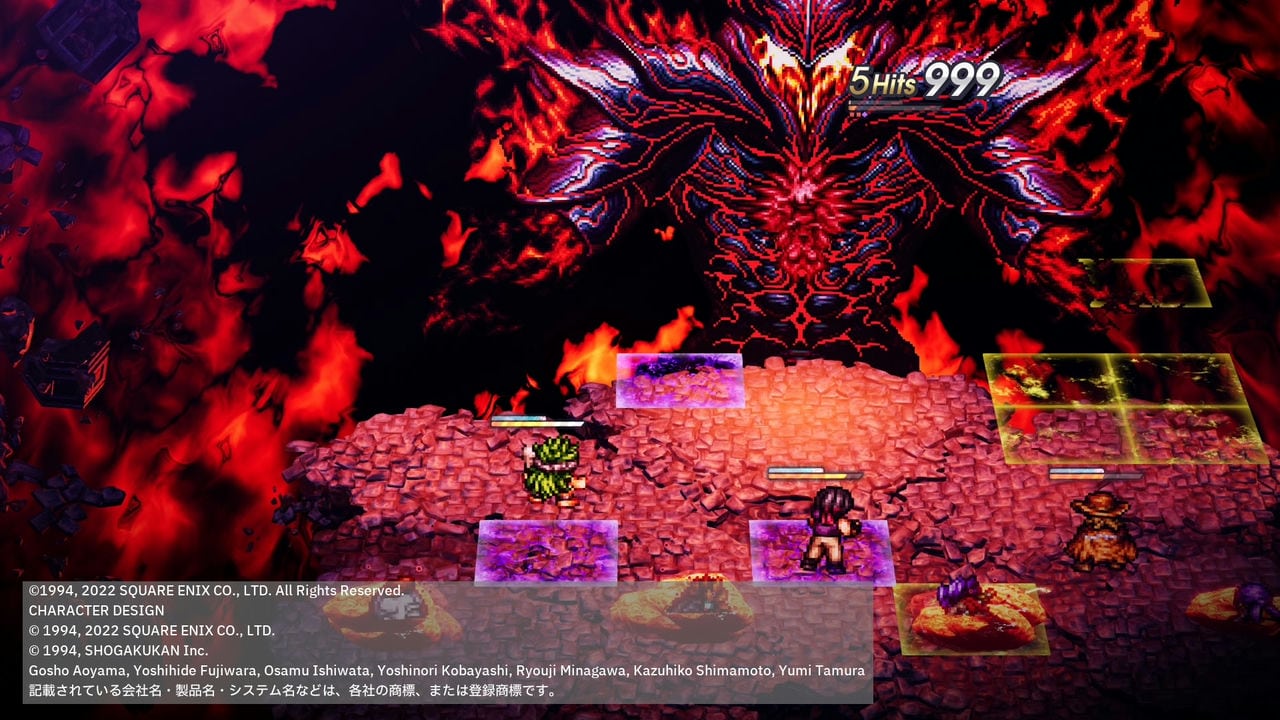 5 Hits 999
©1994, 2022 SQUARE ENIX CO., LTD. All Rights Reserved.
CHARACTER DESIGN
© 1994, 2022 SQUARE ENIX CO., LTD.
© 1994, SHOGAKUKAN Inc.
Gosho Aoyama, Yoshihide Fujiwara, Osamu Ishiwata, Yoshinori Kobayashi, Ryouji Minagawa, Kazuhiko Shimamoto, Yumi Tamura
記載されている会社名・製品名・システム名などは、各社の商標、または登録商標です。